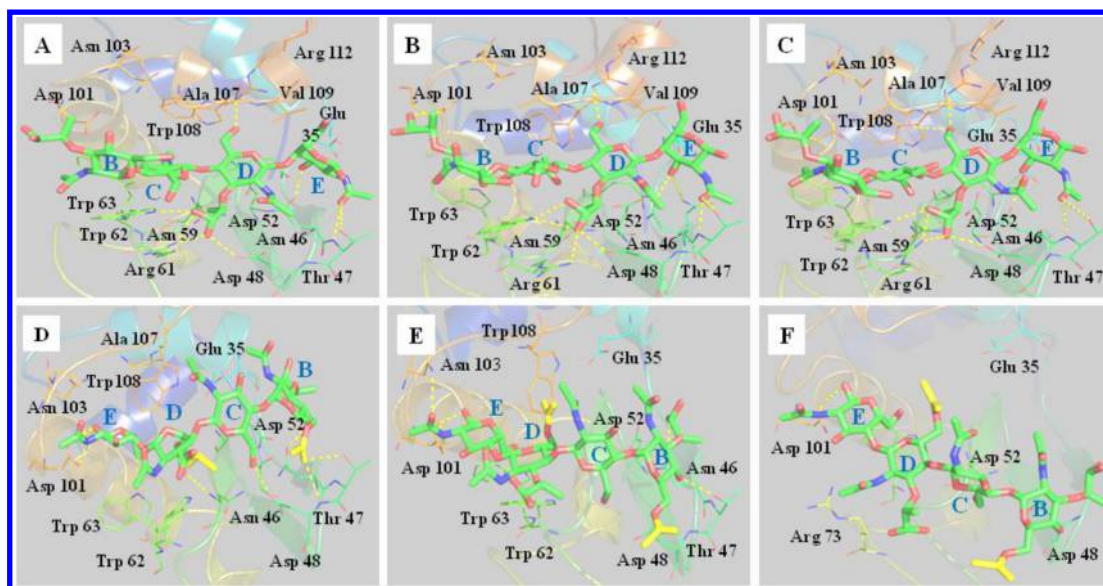 A
Asn 103
Arg 112
Asp 101
Ala 107
Val 109
Glu
35
Trp 108
B
C
D
E
Trp 63
Trp 62
Asn 59
Asp 52
Asn 46
Arg 61
Asp 48
Thr 47
B
Asn 103
Arg 112
Asp 101
Ala 107
Val 109
Trp 108
Glu 35
B
C
D
E
Trp 63
Trp 62
Asn 59
Asp 52
Asn 46
Arg 61
Asp 48
Thr 47
C
Asn 103
Arg 112
Asp 101
Ala 107
Val 109
Trp 108
Glu 35
B
C
D
E
Trp 63
Trp 62
Asn 59
Asp 52
Asn 46
Arg 61
Asp 48
Thr 47
D
Ala 107
Glu 35
B
Trp 108
Asn 103
E
D
C
Asp 52
Asp 101
Trp 63
Asn 46
Thr 47
Trp 62
Asp 48
E
Trp 108
Asn 103
Glu 35
E
D
Asp 52
Asp 101
C
B
Asn 46
Trp 63
Trp 62
Asp 48
Thr 47
F
Glu 35
E
Asp 101
D
Asp 52
C
B
Arg 73
Asp 48